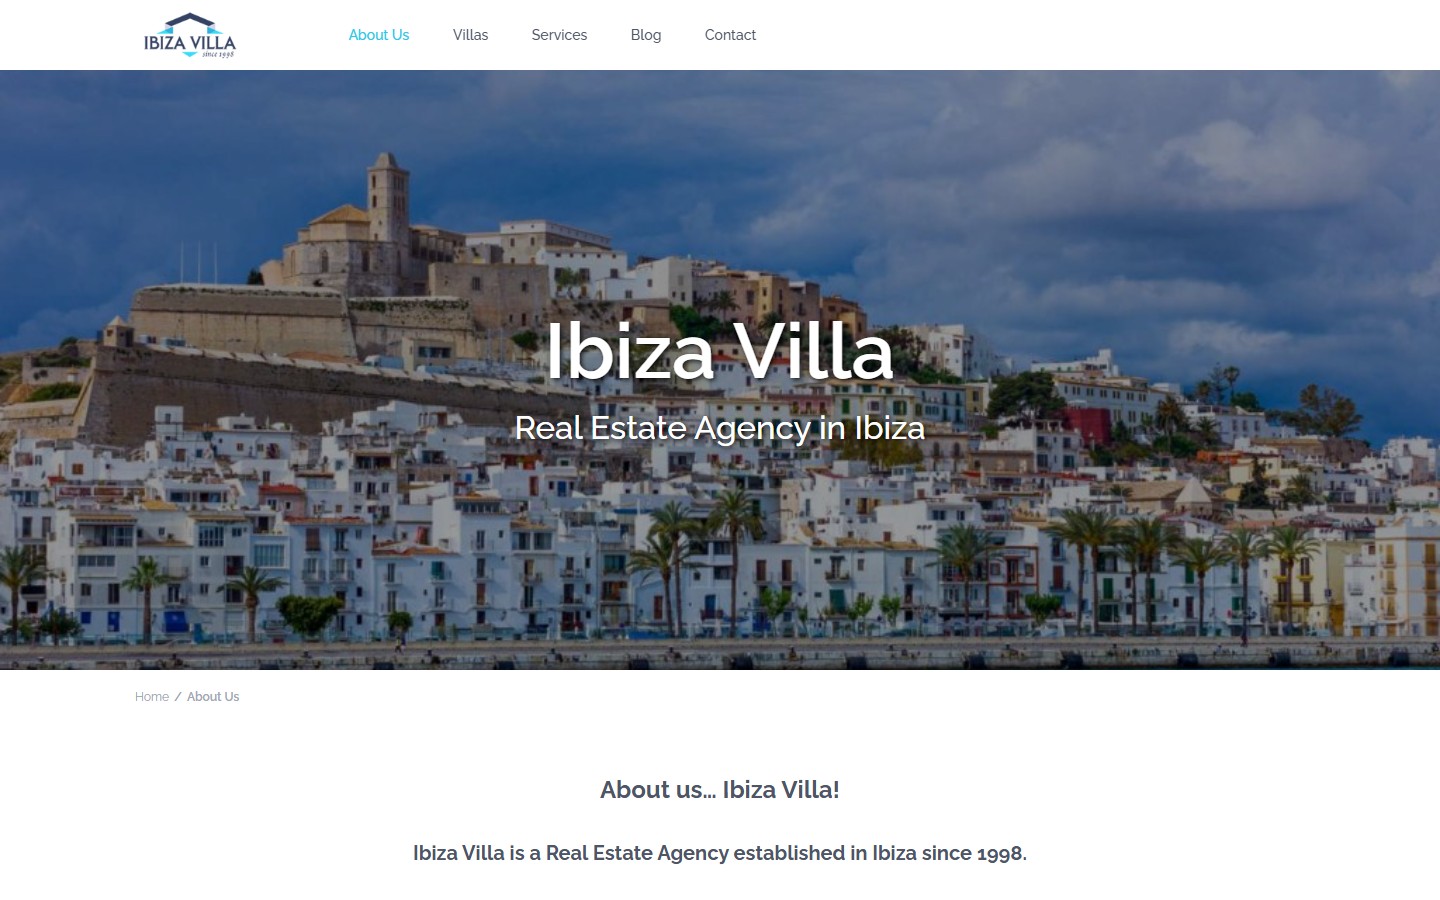 IBIZA VILLA
since 1998
About Us
Villas
Services
Blog
Contact
Ibiza Villa
Real Estate Agency in Ibiza
Home / About Us
About us... Ibiza Villa!
Ibiza Villa is a Real Estate Agency established in Ibiza since 1998.